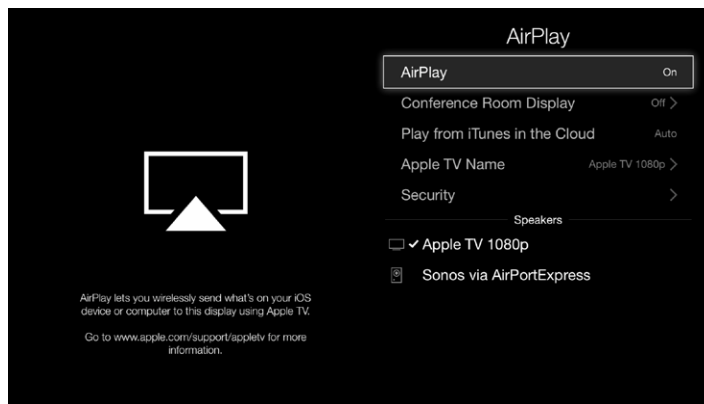 AirPlay
AirPlay On
Conference Room Display Off
Play from iTunes in the Cloud Auto
Apple TV Name Apple TV 1080p
Security
Speakers
Apple TV 1080p
Sonos via AirPortExpress
AirPlay lets you wirelessly send what's on your iOS
device or computer to this display using Apple TV.
Go to www.apple.com/support/appletv for more
information.